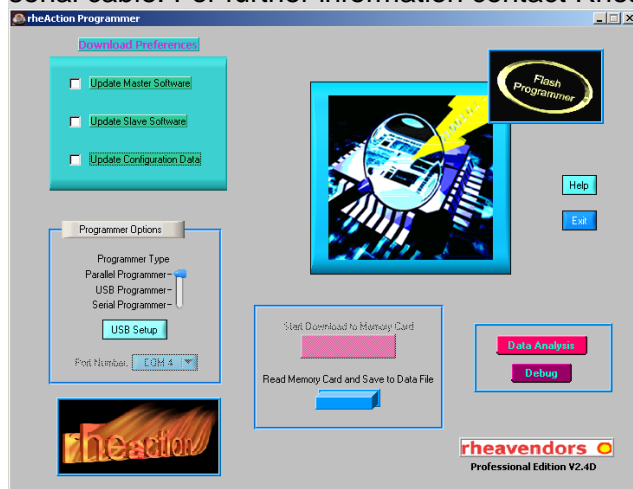 serial cable. For further information contact Rhea
rheAction Programmer
Download Preferences
Update Master Software
Update Slave Software
Update Configuration Data
Flash
Programmer
Help
Exit
Programmer Options
Programmer Type
Parallel Programmer
USB Programmer
Serial Programmer
USB Setup
Port Number. COM 4
Start Download to Memory Card
Read Memory Card and Save to Data File
Data Analysis
Debug
rheaction
rheavendors
Professional Edition V2.4D